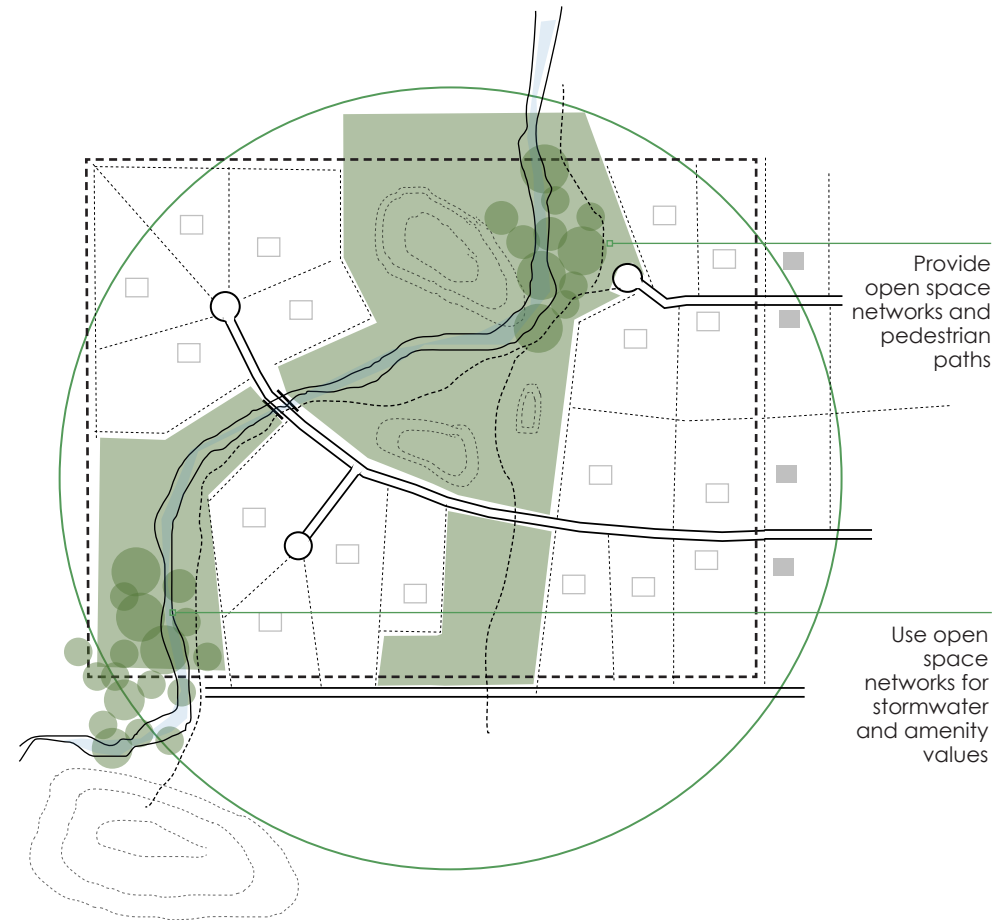 Provide
open space
networks and
pedestrian
paths
Use open
space
networks for
stormwater
and amenity
values